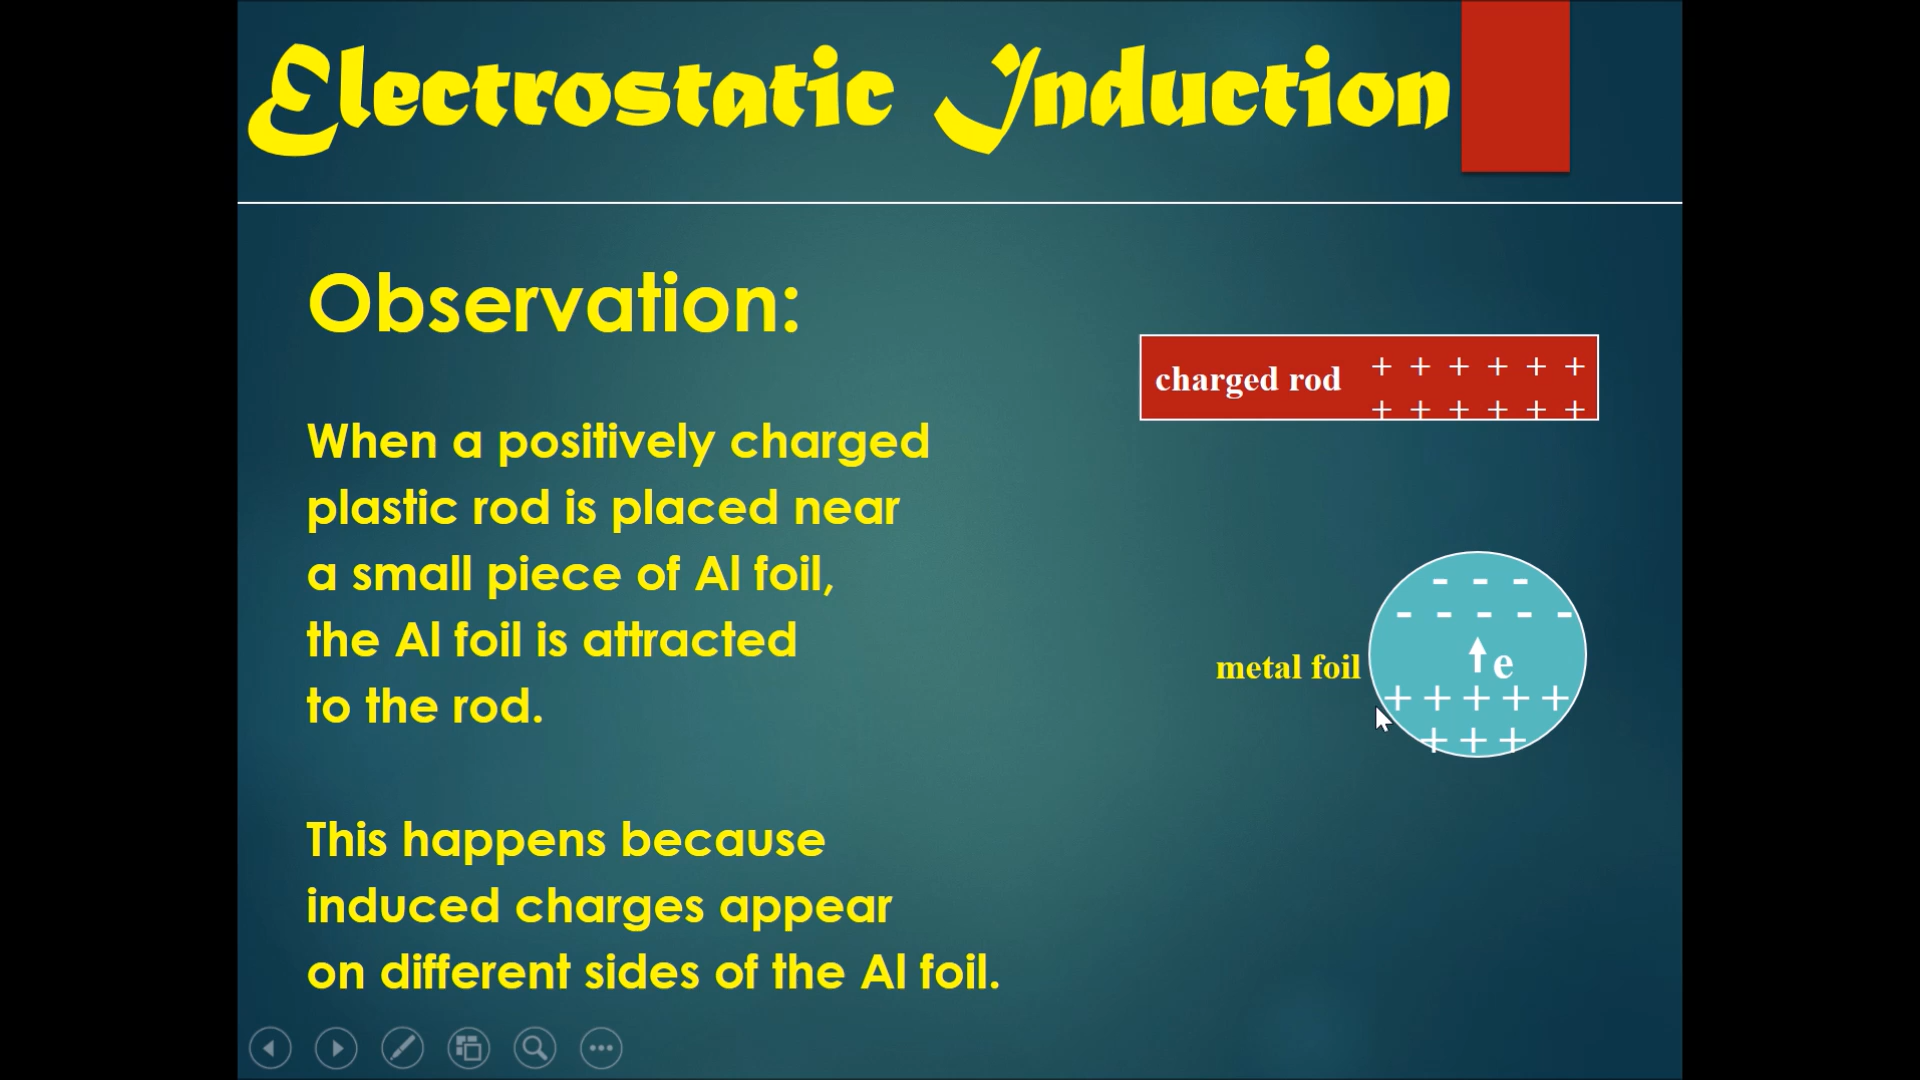 Electrostatic Induction
Observation:
When a positively charged
plastic rod is placed near
a small piece of Al foil,
the Al foil is attracted
to the rod.
This happens because
induced charges appear
on different sides of the Al foil.
charged rod + + + + + +
+ + + + + +
- - -
- - - - -
e
metal foil
+ + + + +
+ + +